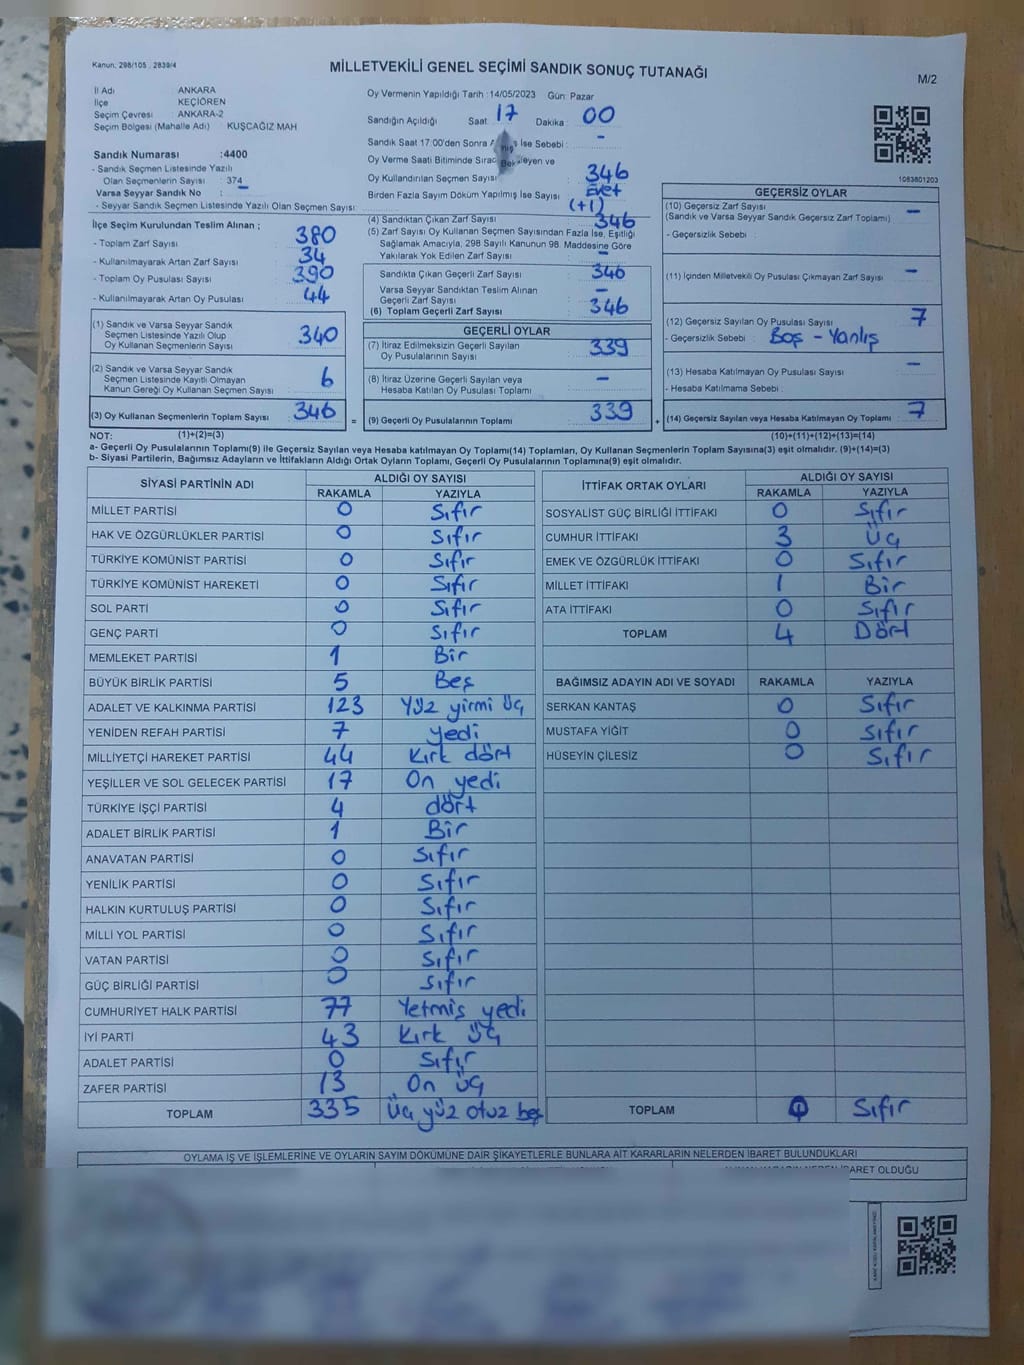 Kanun: 298/105 . 2839/4
MİLLETVEKİLİ GENEL SEÇİMİ SANDIK SONUÇ TUTANAĞI
M/2
İl Adı ANKARA
İlçe KEÇİÖREN
Seçim Çevresi ANKARA-2
Seçim Bölgesi (Mahalle Adı) : KUŞCAĞIZ MAH
Oy Vermenin Yapıldığı Tarih :14/05/2023 Gün: Pazar
Sandığın Açıldığı Saat: 17 Dakika: 00
Sandık Saat 17:00'den Sonra İse Sebebi : -
Oy Verme Saati Bitiminde Sırada Bekleyen ve
Oy Kullandırılan Seçmen Sayısı : 346
Birden Fazla Sayım Döküm Yapılmış İse Sayısı : Evet (+1)
1083801203
Sandık Numarası :4400
- Sandık Seçmen Listesinde Yazılı
Olan Seçmenlerin Sayısı : 374
Varsa Seyyar Sandık No : -
- Seyyar Sandık Seçmen Listesinde Yazılı Olan Seçmen Sayısı:
İlçe Seçim Kurulundan Teslim Alınan ;
- Toplam Zarf Sayısı : 380
- Kullanılmayarak Artan Zarf Sayısı : 34
- Toplam Oy Pusulası Sayısı : 390
- Kullanılmayarak Artan Oy Pusulası : 44
(1) Sandık ve Varsa Seyyar Sandık
Seçmen Listesinde Yazılı Olup
Oy Kullanan Seçmenlerin Sayısı : 340
(2) Sandık ve Varsa Seyyar Sandık
Seçmen Listesinde Kayıtlı Olmayan
Kanun Gereği Oy Kullanan Seçmen Sayısı : 6
(3) Oy Kullanan Seçmenlerin Toplam Sayısı : 346
(4) Sandıktan Çıkan Zarf Sayısı : 346
(5) Zarf Sayısı Oy Kullanan Seçmen Sayısından Fazla İse, Eşitliği
Sağlamak Amacıyla, 298 Sayılı Kanunun 98. Maddesine Göre
Yakılarak Yok Edilen Zarf Sayısı : -
Sandıkta Çıkan Geçerli Zarf Sayısı : 346
Varsa Seyyar Sandıktan Teslim Alınan
Geçerli Zarf Sayısı : -
(6) Toplam Geçerli Zarf Sayısı : 346
GEÇERLİ OYLAR
(7) İtiraz Edilmeksizin Geçerli Sayılan
Oy Pusulalarının Sayısı : 339
(8) İtiraz Üzerine Geçerli Sayılan veya
Hesaba Katılan Oy Pusulası Toplamı : -
= (9) Geçerli Oy Pusulalarının Toplamı : 339
GEÇERSİZ OYLAR
(10) Geçersiz Zarf Sayısı -
(Sandık ve Varsa Seyyar Sandık Geçersiz Zarf Toplamı)
- Geçersizlik Sebebi :
(11) İçinden Milletvekili Oy Pusulası Çıkmayan Zarf Sayısı -
(12) Geçersiz Sayılan Oy Pusulası Sayısı : 7
- Geçersizlik Sebebi : Boş - Yanlış
(13) Hesaba Katılmayan Oy Pusulası Sayısı : -
- Hesaba Katılmama Sebebi :
+ (14) Geçersiz Sayılan veya Hesaba Katılmayan Oy Toplamı : 7
NOT: (1)+(2)=(3) (10)+(11)+(12)+(13)=(14)
a- Geçerli Oy Pusulalarının Toplamı(9) ile Geçersiz Sayılan veya Hesaba katılmayan Oy Toplamı(14) Toplamları, Oy Kullanan Seçmenlerin Toplam Sayısına(3) eşit olmalıdır. (9)+(14)=(3)
b- Siyasi Partilerin, Bağımsız Adayların ve İttifakların Aldığı Ortak Oyların Toplamı, Geçerli Oy Pusulalarının Toplamına(9) eşit olmalıdır.
SİYASİ PARTİNİN ADI ALDIĞI OY SAYISI
RAKAMLA YAZIYLA
MİLLET PARTİSİ 0 Sıfır
HAK VE ÖZGÜRLÜKLER PARTİSİ 0 Sıfır
TÜRKİYE KOMÜNİST PARTİSİ 0 Sıfır
TÜRKİYE KOMÜNİST HAREKETİ 0 Sıfır
SOL PARTİ 0 Sıfır
GENÇ PARTİ 0 Sıfır
MEMLEKET PARTİSİ 1 Bir
BÜYÜK BİRLİK PARTİSİ 5 Beş
ADALET VE KALKINMA PARTİSİ 123 Yüz yirmi üç
YENİDEN REFAH PARTİSİ 7 yedi
MİLLİYETÇİ HAREKET PARTİSİ 44 Kırk dört
YEŞİLLER VE SOL GELECEK PARTİSİ 17 On yedi
TÜRKİYE İŞÇİ PARTİSİ 4 dört
ADALET BİRLİK PARTİSİ 1 Bir
ANAVATAN PARTİSİ 0 Sıfır
YENİLİK PARTİSİ 0 Sıfır
HALKIN KURTULUŞ PARTİSİ 0 Sıfır
MİLLİ YOL PARTİSİ 0 Sıfır
VATAN PARTİSİ 0 Sıfır
GÜÇ BİRLİĞİ PARTİSİ 0 Sıfır
CUMHURİYET HALK PARTİSİ 77 Yetmiş yedi
İYİ PARTİ 43 Kırk üç
ADALET PARTİSİ 0 Sıfır
ZAFER PARTİSİ 13 On üç
TOPLAM 335 Üç yüz otuz beş
İTTİFAK ORTAK OYLARI ALDIĞI OY SAYISI
RAKAMLA YAZIYLA
SOSYALİST GÜÇ BİRLİĞİ İTTİFAKI 0 Sıfır
CUMHUR İTTİFAKI 3 Üç
EMEK VE ÖZGÜRLÜK İTTİFAKI 0 Sıfır
MİLLET İTTİFAKI 1 Bir
ATA İTTİFAKI 0 Sıfır
TOPLAM 4 Dört
BAĞIMSIZ ADAYIN ADI VE SOYADI RAKAMLA YAZIYLA
SERKAN KANTAŞ 0 Sıfır
MUSTAFA YİĞİT 0 Sıfır
HÜSEYİN ÇİLESİZ 0 Sıfır
TOPLAM 0 Sıfır
OYLAMA İŞ VE İŞLEMLERİNE VE OYLARIN SAYIM DÖKÜMÜNE DAİR ŞİKAYETLERLE BUNLARA AİT KARARLARIN NELERDEN İBARET BULUNDUKLARI
OLDUĞU